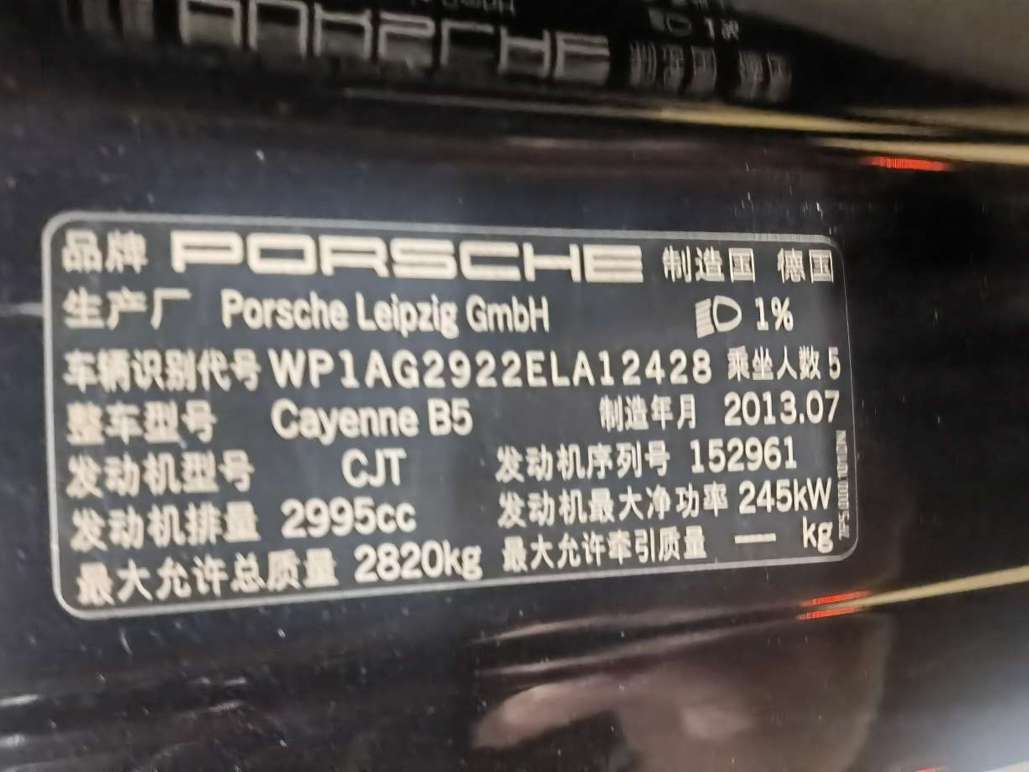 品牌 PORSCHE 制造国 德国
生产厂 Porsche Leipzig GmbH 1%
车辆识别代号 WP1AG2922ELA12428 乘坐人数 5
整车型号 Cayenne B5 制造年月 2013.07
发动机型号 CJT 发动机序列号 152961
发动机排量 2995cc 发动机最大净功率 245kW
最大允许总质量 2820kg 最大允许牵引质量 — kg